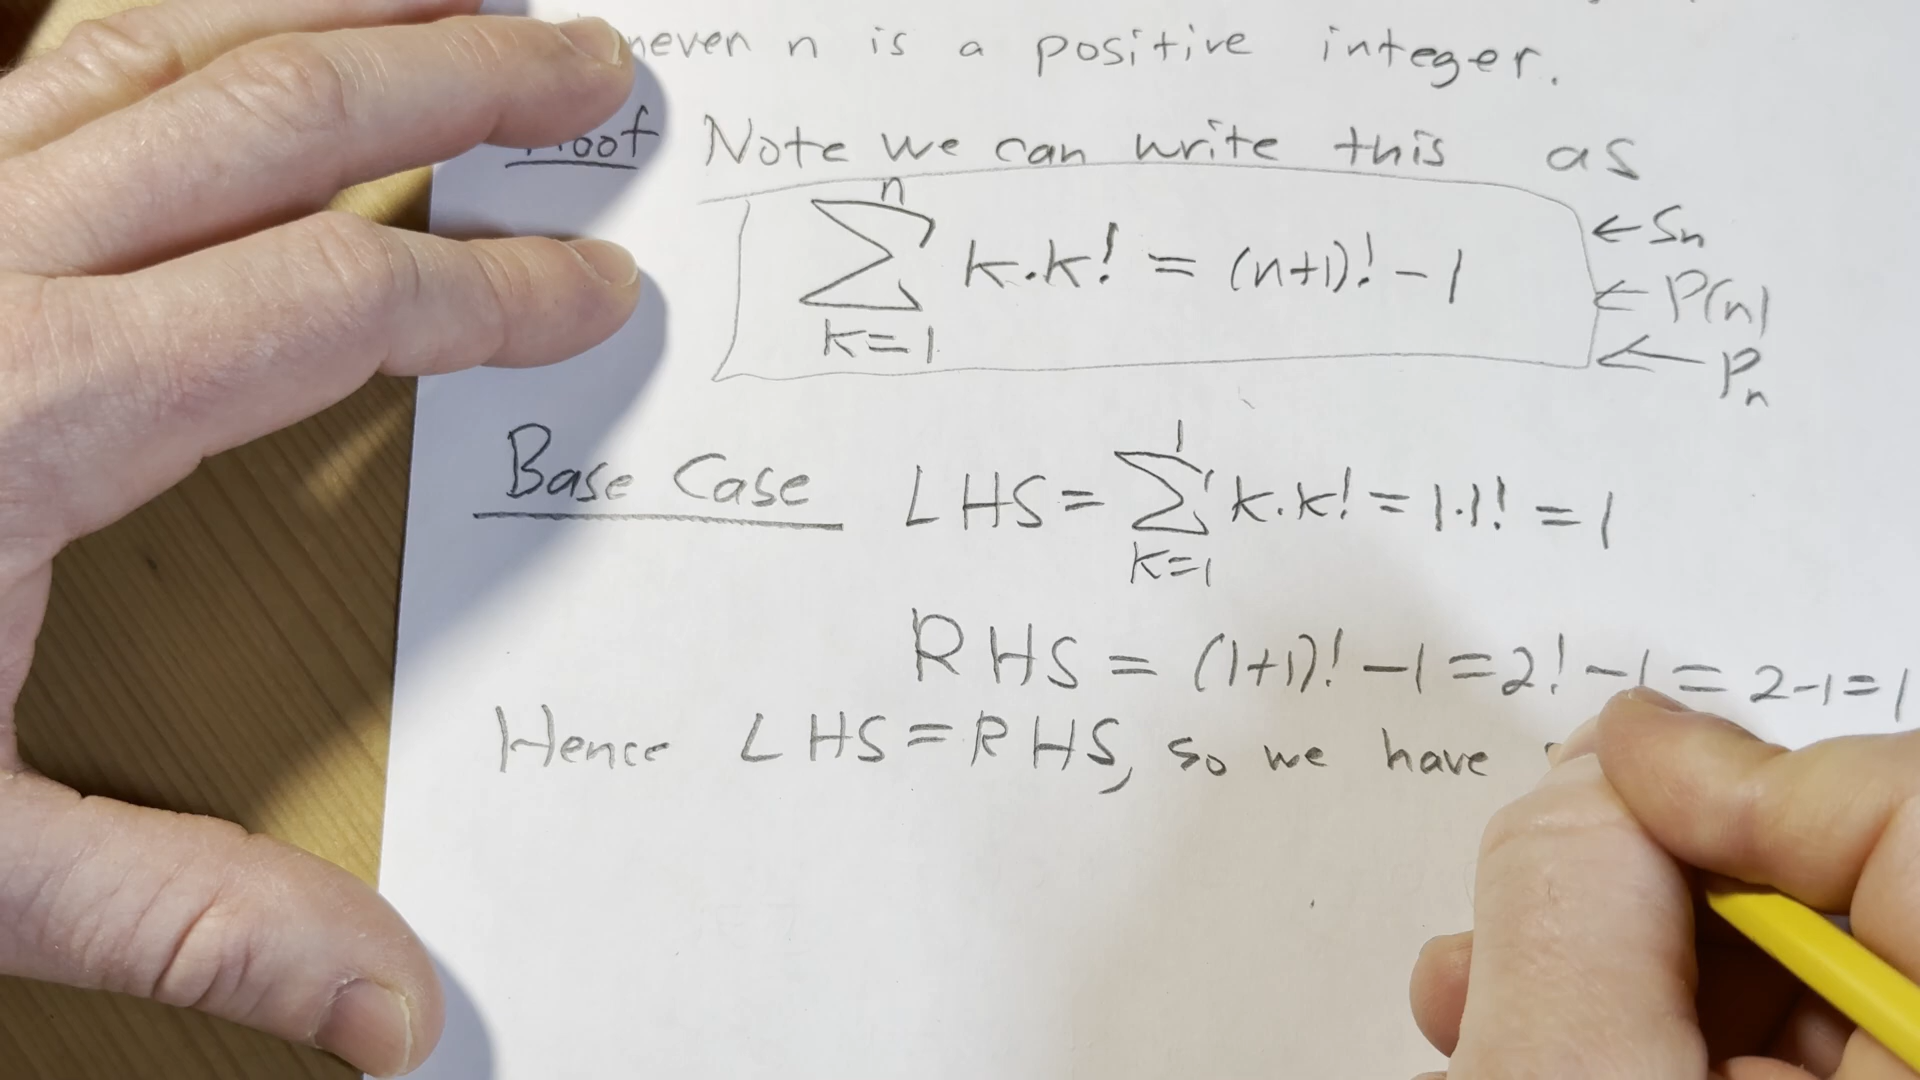 n is a positive integer.
Proof Note we can write this as
n
∑ k·k! = (n+1)! - 1
k=1
← Sn
← P(n)
← Pn
Base Case LHS = ∑ k·k! = 1·1! = 1
1
k=1
RHS = (1+1)! - 1 = 2! - 1 = 2-1 = 1
Hence LHS = RHS, so we have